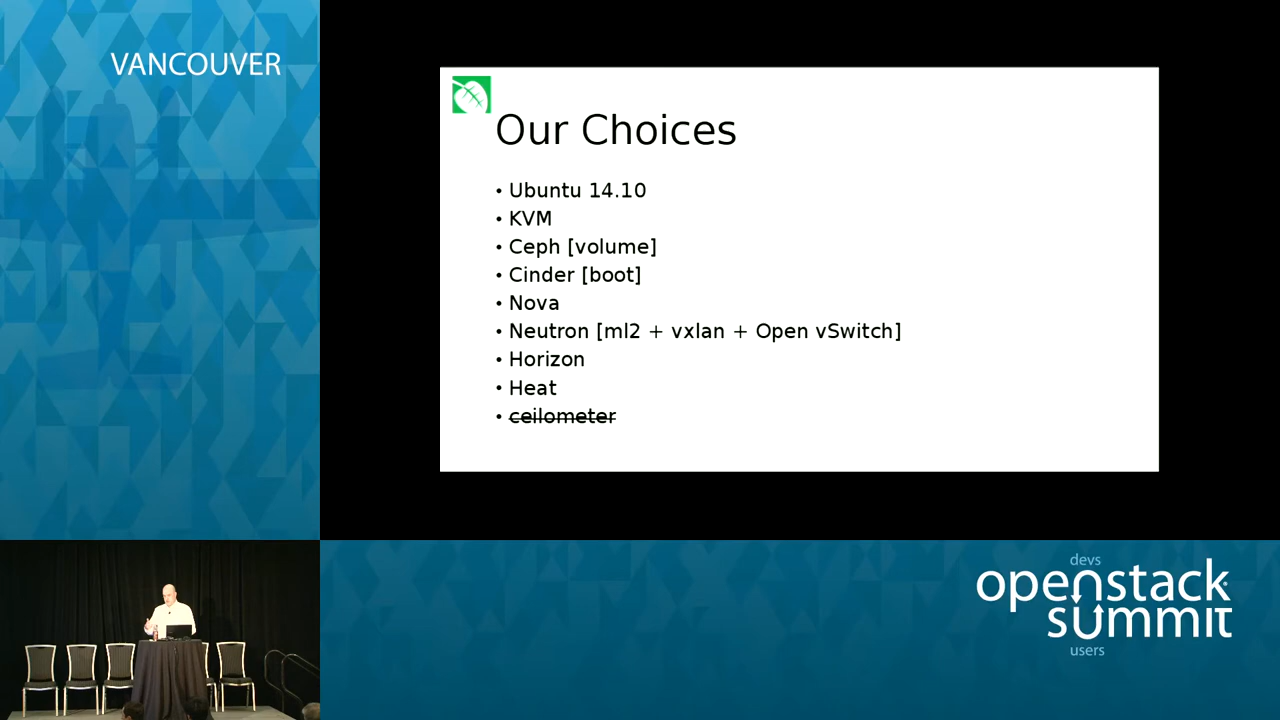 VANCOUVER
Our Choices
• Ubuntu 14.10
• KVM
• Ceph [volume]
• Cinder [boot]
• Nova
• Neutron [ml2 + vxlan + Open vSwitch]
• Horizon
• Heat
• ceilometer
devs
openstack
summit
users